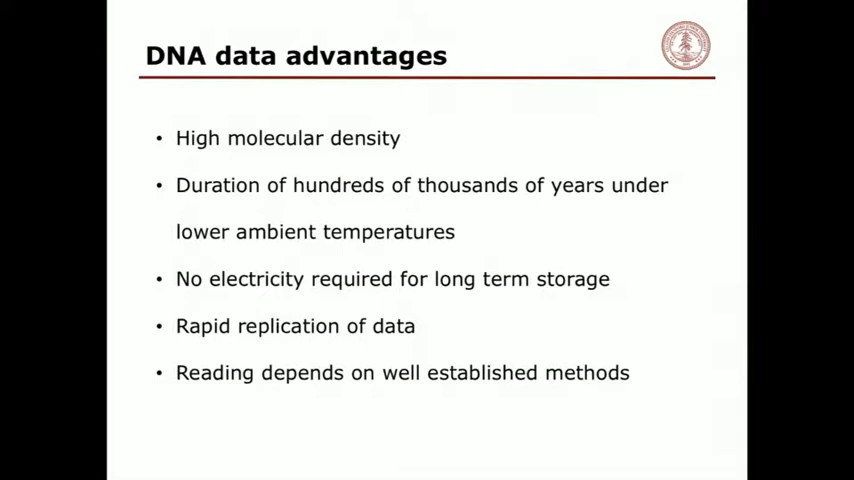 DNA data advantages
• High molecular density
• Duration of hundreds of thousands of years under
lower ambient temperatures
• No electricity required for long term storage
• Rapid replication of data
• Reading depends on well established methods